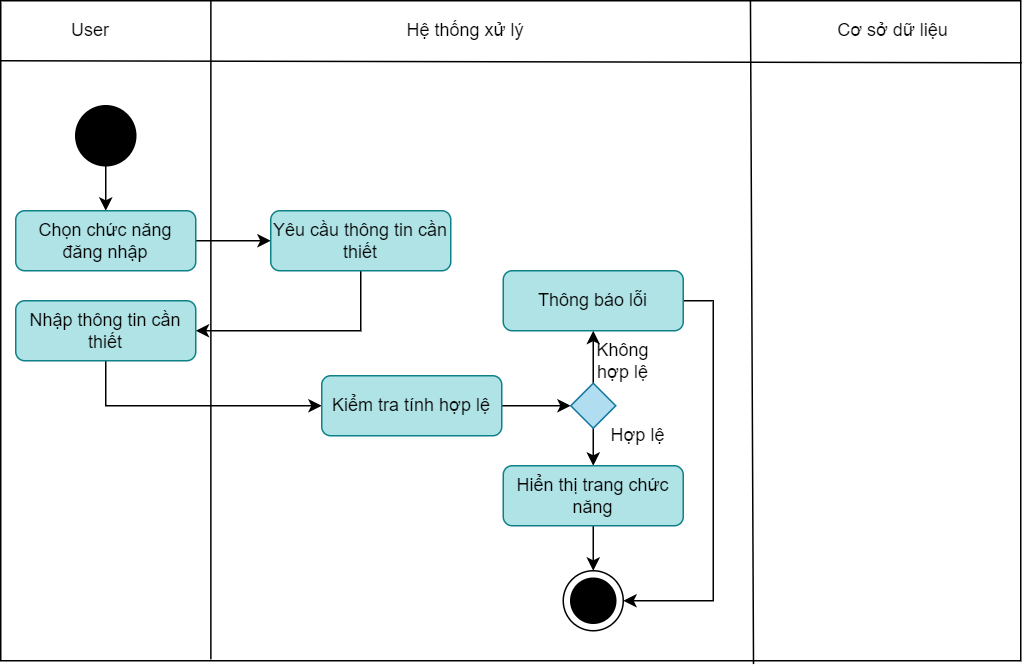 User
Hệ thống xử lý
Cơ sở dữ liệu
Chọn chức năng
đăng nhập
Yêu cầu thông tin cần
thiết
Nhập thông tin cần
thiết
Thông báo lỗi
Không
hợp lệ
Kiểm tra tính hợp lệ
Hợp lệ
Hiển thị trang chức
năng